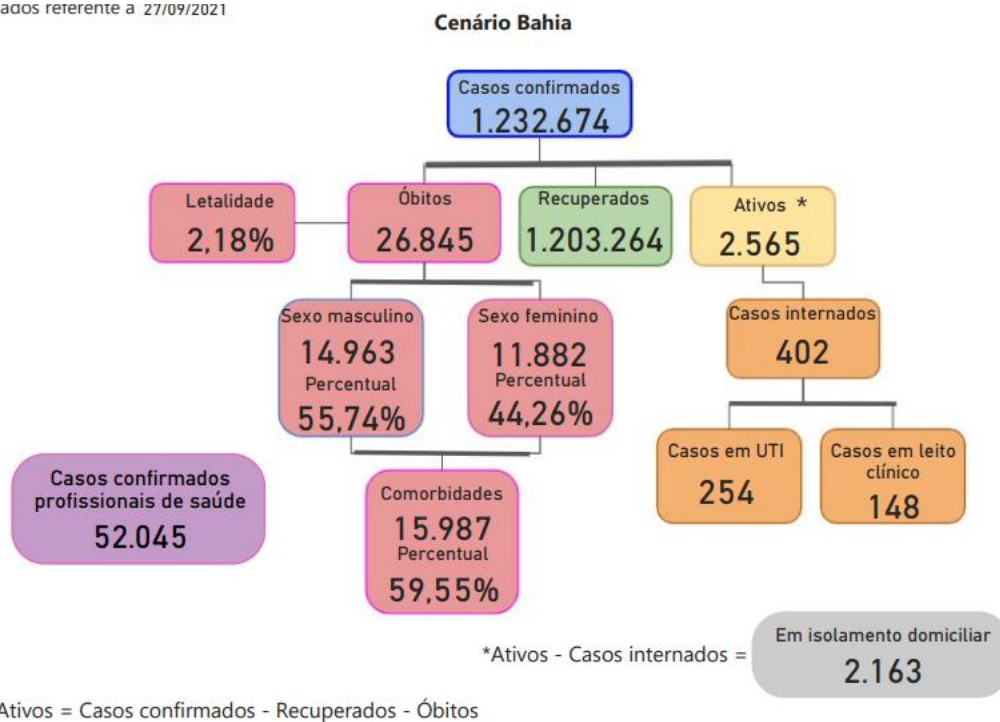 ados referente a 27/09/2021
Cenário Bahia
Casos confirmados
1.232.674
Letalidade
2,18%
Óbitos
26.845
Recuperados
1.203.264
Ativos *
2.565
Sexo masculino
14.963
Percentual
55,74%
Sexo feminino
11.882
Percentual
44,26%
Casos internados
402
Casos em UTI
254
Casos em leito
clínico
148
Casos confirmados
profissionais de saúde
52.045
Comorbidades
15.987
Percentual
59,55%
*Ativos - Casos internados =
Em isolamento domiciliar
2.163
Ativos = Casos confirmados - Recuperados - Óbitos